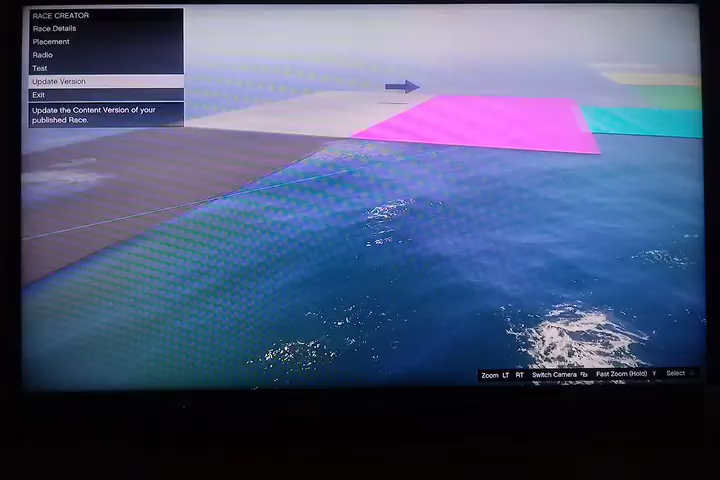 RACE CREATOR
Race Details
Placement
Radio
Test
Update Version
Exit
Update the Content Version of your
published Race.
Zoom LT RT Switch Camera Fast Zoom (Hold) Y Select